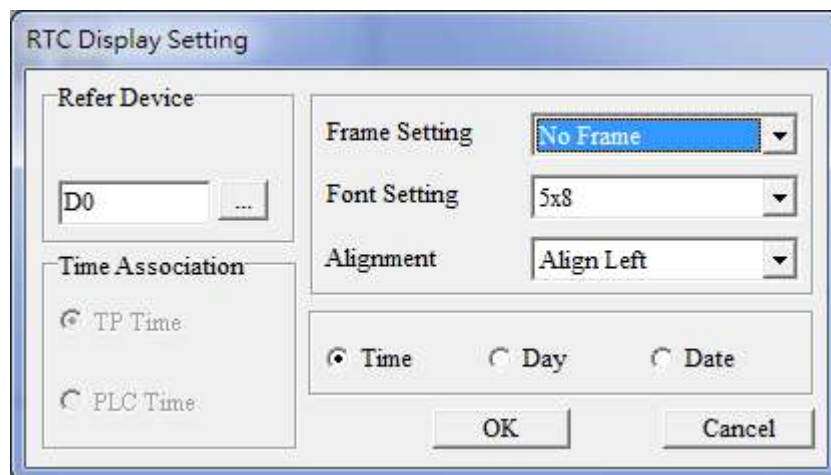 RTC Display Setting
Refer Device
D0
...
Time Association
TP Time
PLC Time
Frame Setting
No Frame
Font Setting
5x8
Alignment
Align Left
Time
Day
Date
OK
Cancel